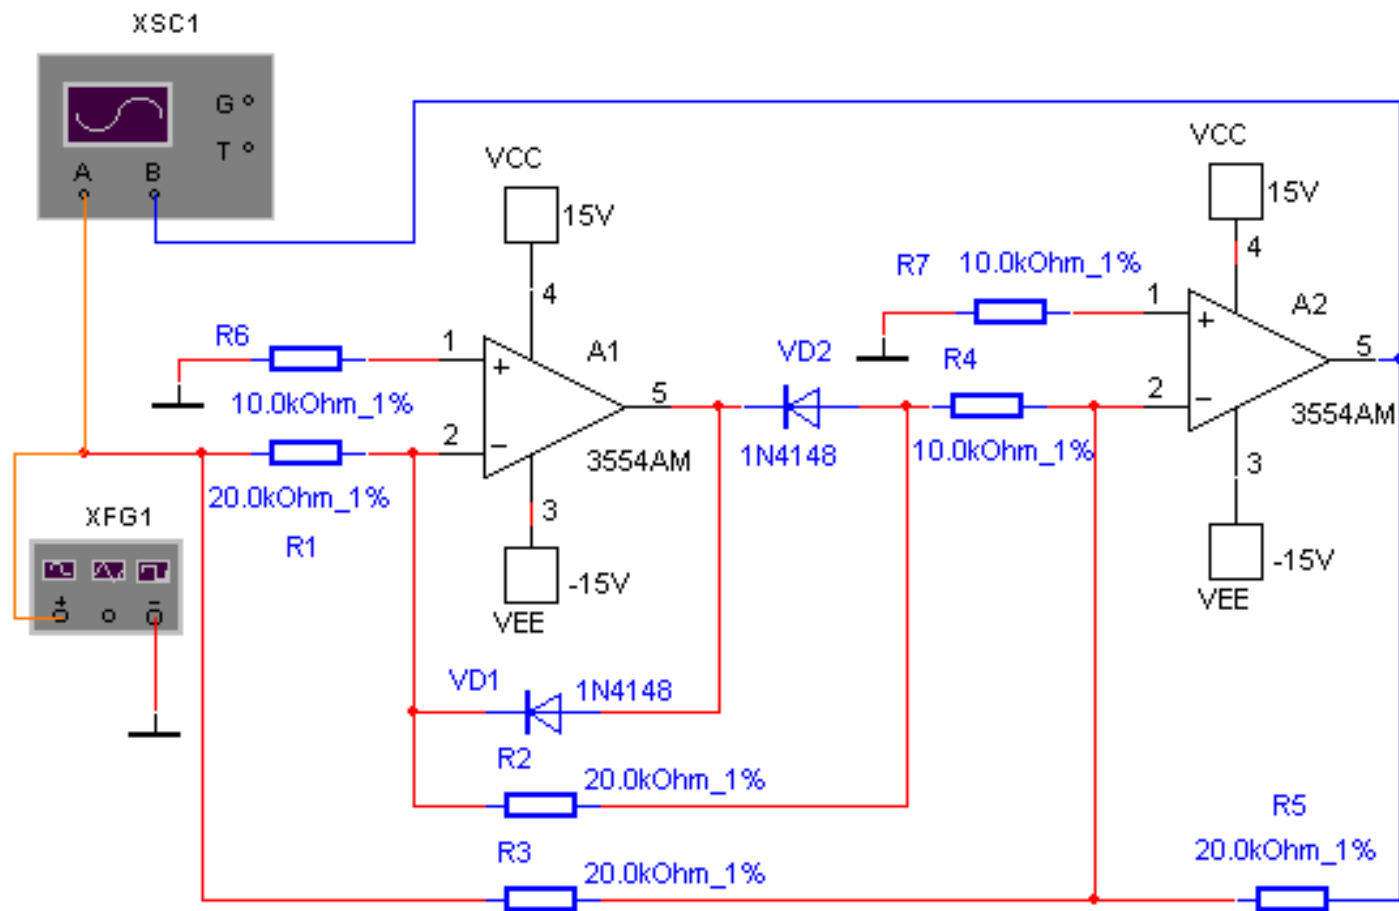 XSC1
G
T
A B
VCC
15V
4
R6
1
+
A1
10.0kOhm_1%
5
2
−
3554AM
20.0kOhm_1%
R1
3
-15V
VEE
XFG1
+
−
VD2
1N4148
R7
10.0kOhm_1%
R4
10.0kOhm_1%
VCC
15V
4
1
+
A2
5
2
−
3554AM
3
-15V
VEE
VD1
1N4148
R2
20.0kOhm_1%
R3
20.0kOhm_1%
R5
20.0kOhm_1%